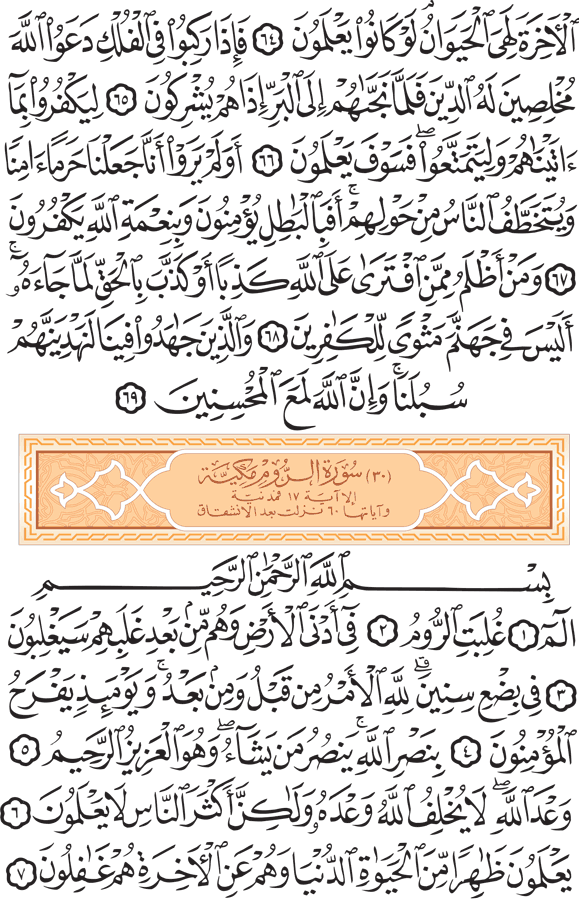 ٱلْأَخِرَةَ لَهِيَ ٱلْحَيَوَانُ لَوْ كَانُواْ يَعْلَمُونَ ۝٦٤ فَإِذَا رَكِبُواْ فِي ٱلْفُلْكِ دَعَوُاْ ٱللَّهَ
مُخْلِصِينَ لَهُ ٱلدِّينَ فَلَمَّا نَجَّىٰهُمْ إِلَى ٱلْبَرِّ إِذَا هُمْ يُشْرِكُونَ ۝٦٥ لِيَكْفُرُواْ بِمَآ
ءَاتَيْنَٰهُمْ وَلِيَتَمَتَّعُواْۖ فَسَوْفَ يَعْلَمُونَ ۝٦٦ أَوَلَمْ يَرَوْاْ أَنَّا جَعَلْنَا حَرَمًا ءَامِنًا
وَيُتَخَطَّفُ ٱلنَّاسُ مِنْ حَوْلِهِمْۚ أَفَبِٱلْبَٰطِلِ يُؤْمِنُونَ وَبِنِعْمَةِ ٱللَّهِ يَكْفُرُونَ
۝٦٧ وَمَنْ أَظْلَمُ مِمَّنِ ٱفْتَرَىٰ عَلَى ٱللَّهِ كَذِبًا أَوْ كَذَّبَ بِٱلْحَقِّ لَمَّا جَآءَهُۥٓۚ
أَلَيْسَ فِي جَهَنَّمَ مَثْوًى لِّلْكَٰفِرِينَ ۝٦٨ وَٱلَّذِينَ جَٰهَدُواْ فِينَا لَنَهْدِيَنَّهُمْ
سُبُلَنَاۚ وَإِنَّ ٱللَّهَ لَمَعَ ٱلْمُحْسِنِينَ ۝٦٩
(٣٠) سُورَةُ الرُّومِ مَكِّيَّة
إلا آية ١٧ فمدنية
وآياتها ٦٠ نزلت بعد الانشقاق
بِسْمِ ٱللَّهِ ٱلرَّحْمَٰنِ ٱلرَّحِيمِ
الٓمٓ ۝١ غُلِبَتِ ٱلرُّومُ ۝٢ فِيٓ أَدْنَى ٱلْأَرْضِ وَهُم مِّنۢ بَعْدِ غَلَبِهِمْ سَيَغْلِبُونَ
۝٣ فِي بِضْعِ سِنِينَۗ لِلَّهِ ٱلْأَمْرُ مِن قَبْلُ وَمِنۢ بَعْدُۚ وَيَوْمَئِذٍ يَفْرَحُ
ٱلْمُؤْمِنُونَ ۝٤ بِنَصْرِ ٱللَّهِۚ يَنصُرُ مَن يَشَآءُۖ وَهُوَ ٱلْعَزِيزُ ٱلرَّحِيمُ ۝٥
وَعْدَ ٱللَّهِۖ لَا يُخْلِفُ ٱللَّهُ وَعْدَهُۥ وَلَٰكِنَّ أَكْثَرَ ٱلنَّاسِ لَا يَعْلَمُونَ ۝٦
يَعْلَمُونَ ظَٰهِرًا مِّنَ ٱلْحَيَوٰةِ ٱلدُّنْيَا وَهُمْ عَنِ ٱلْأَخِرَةِ هُمْ غَٰفِلُونَ ۝٧